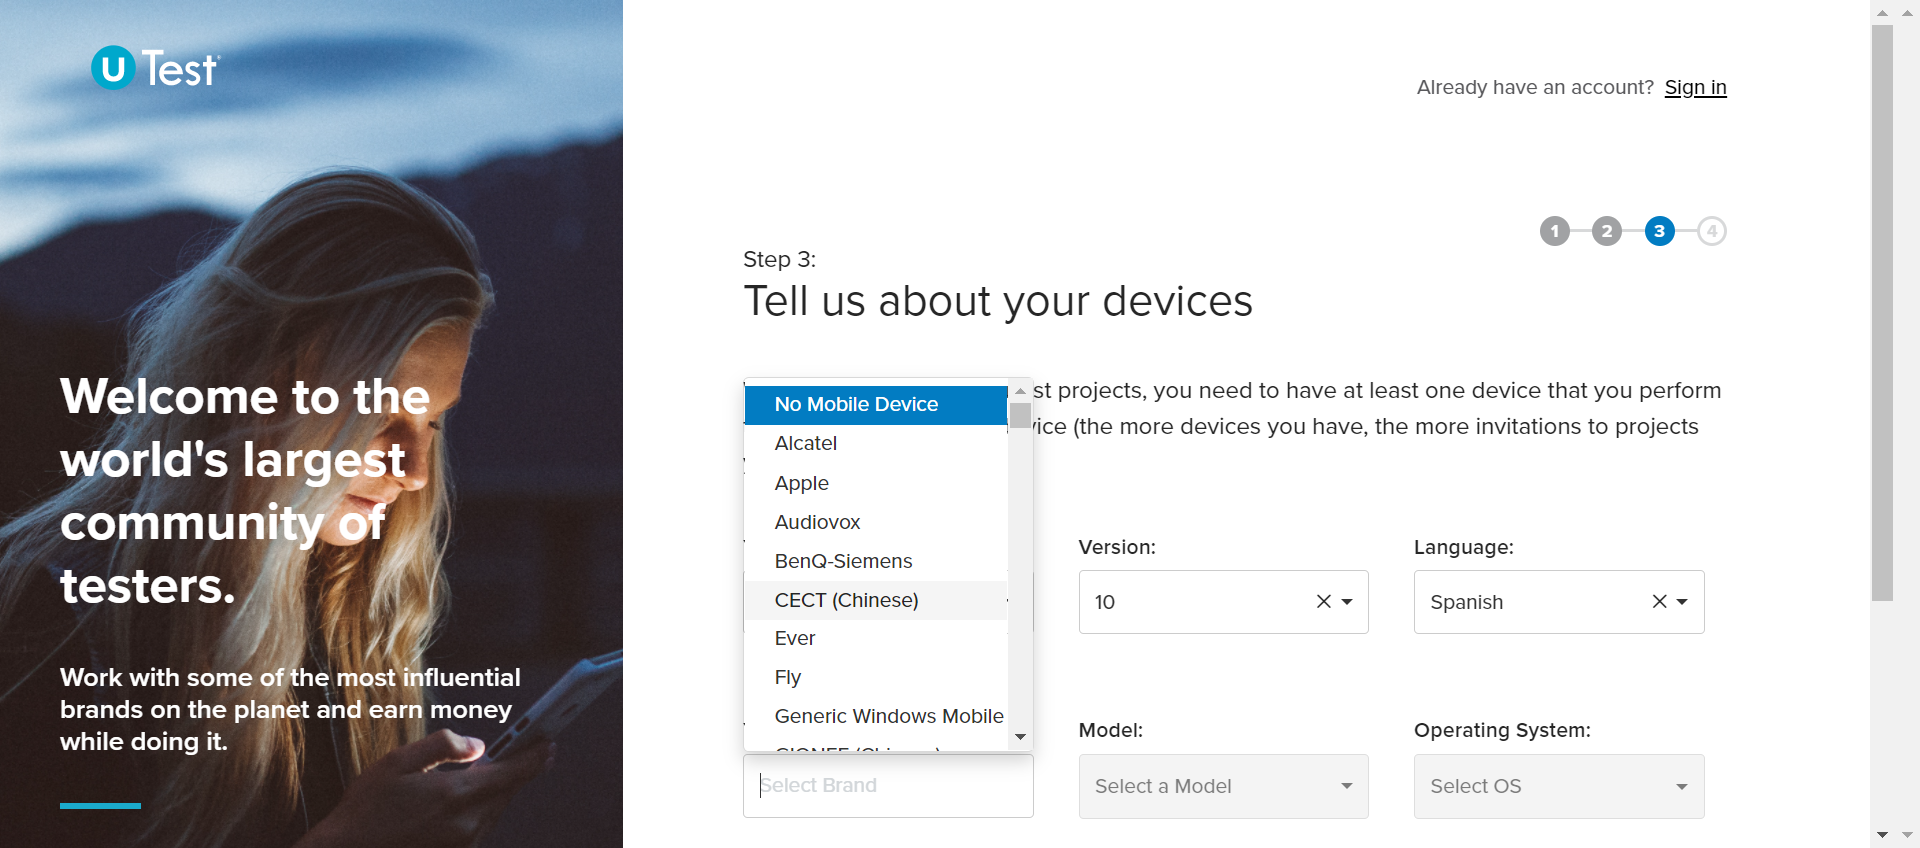 u Test
Already have an account? Sign in
1 2 3 4
Step 3:
Tell us about your devices
st projects, you need to have at least one device that you perform
vice (the more devices you have, the more invitations to projects
No Mobile Device
Alcatel
Apple
Audiovox
BenQ-Siemens
CECT (Chinese)
Ever
Fly
Generic Windows Mobile
Version:
10
Language:
Spanish
Select Brand
Model:
Select a Model
Operating System:
Select OS
Welcome to the
world's largest
community of
testers.
Work with some of the most influential
brands on the planet and earn money
while doing it.